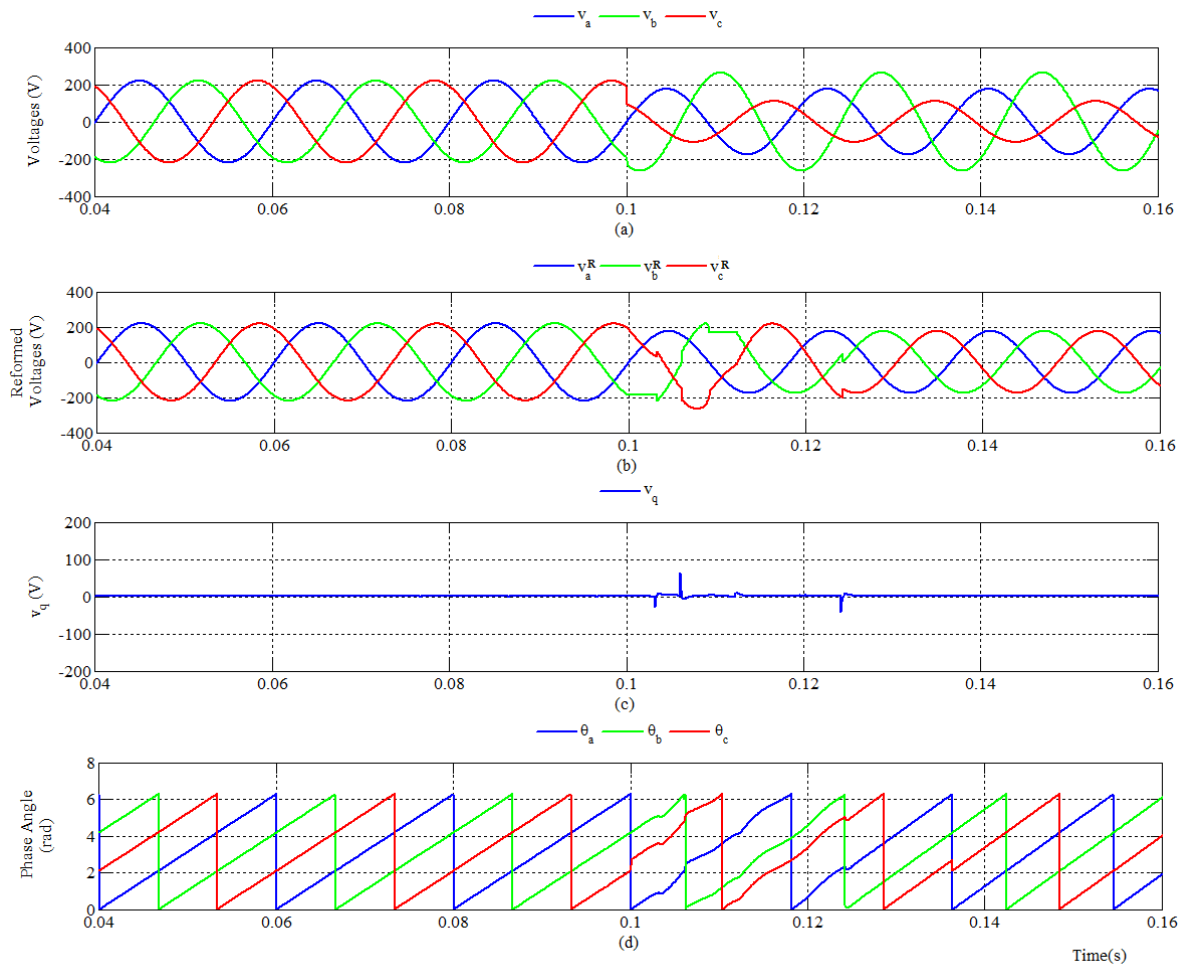 v_a v_b v_c
Voltages (V)
400
200
0
-200
-400
0.04 0.06 0.08 0.1 0.12 0.14 0.16
(a)
v_a^R v_b^R v_c^R
Reformed
Voltages (V)
400
200
0
-200
-400
0.04 0.06 0.08 0.1 0.12 0.14 0.16
(b)
v_q
v_q (V)
200
100
0
-100
-200
0.04 0.06 0.08 0.1 0.12 0.14 0.16
(c)
θ_a θ_b θ_c
Phase Angle
(rad)
8
6
4
2
0
0.04 0.06 0.08 0.1 0.12 0.14 0.16
(d)
Time(s)